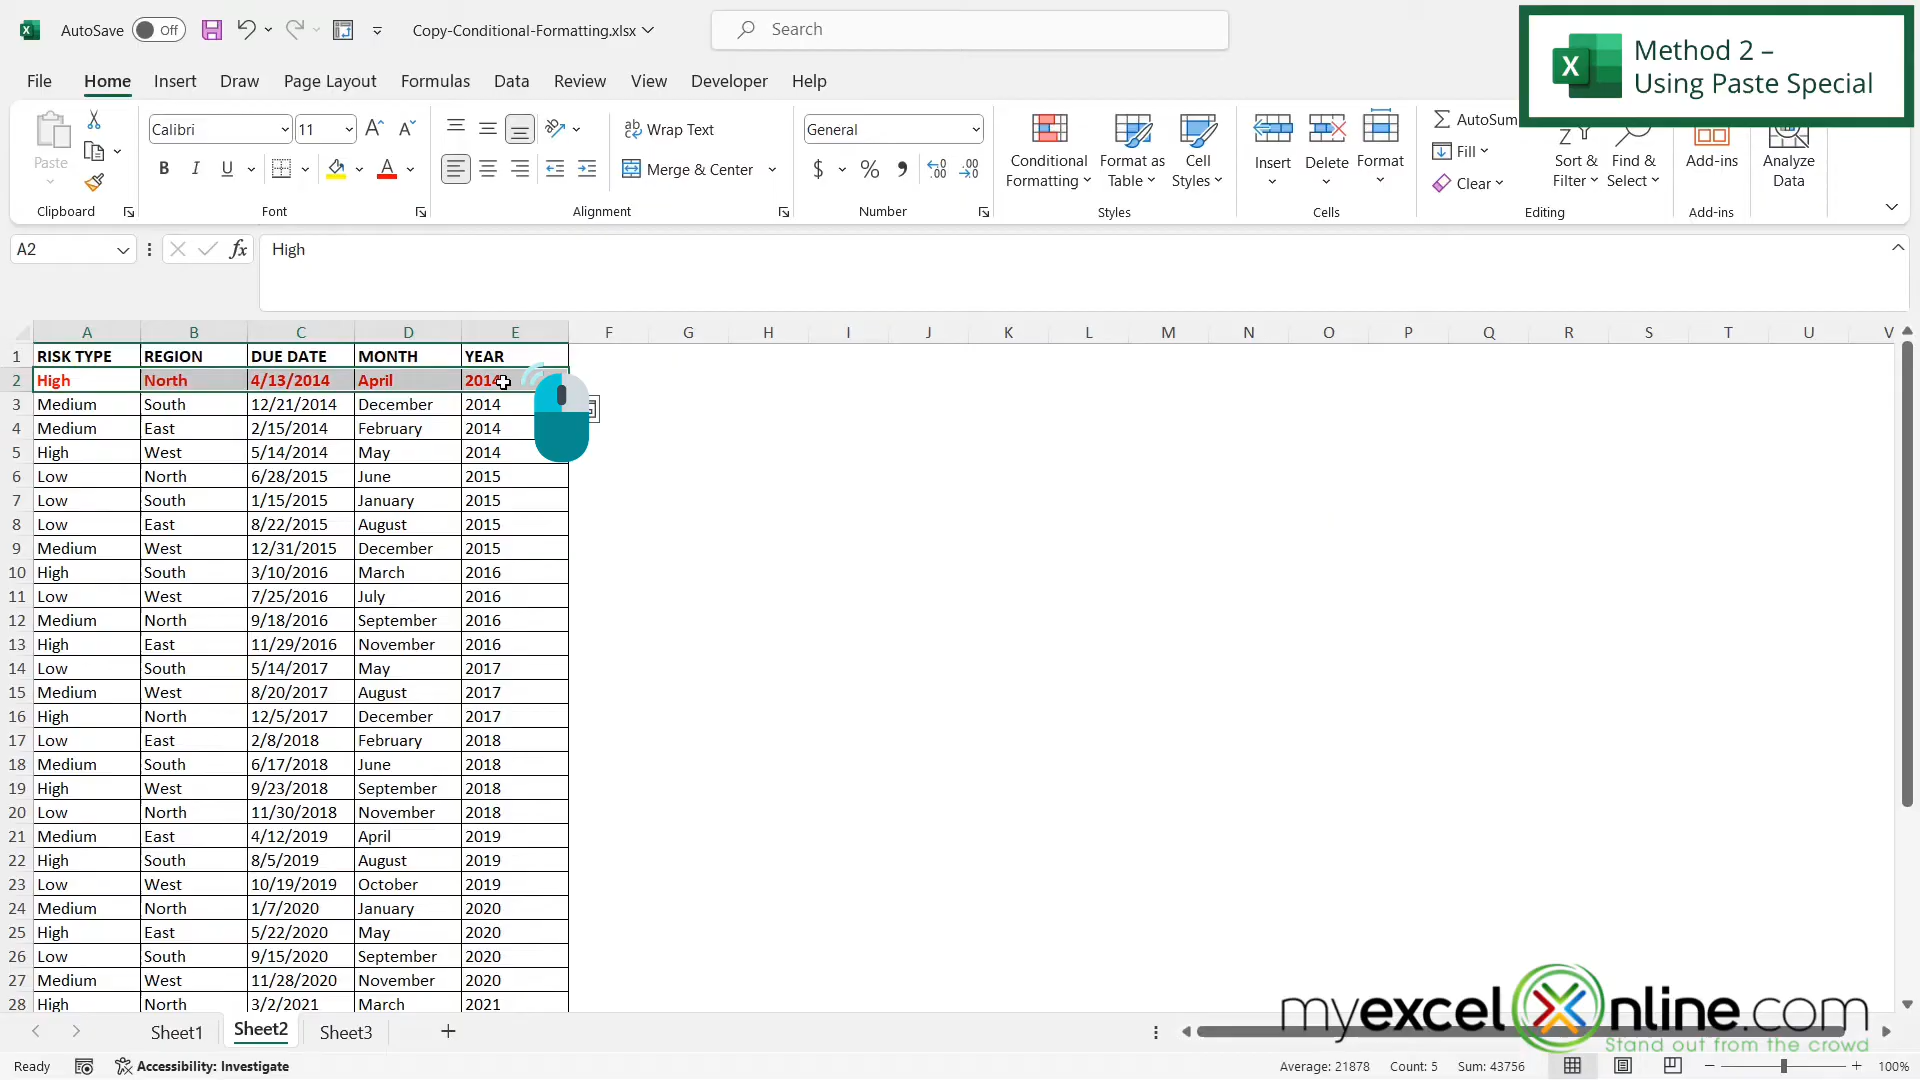 AutoSave Off Copy-Conditional-Formatting.xlsx Search
Method 2 –
Using Paste Special
File Home Insert Draw Page Layout Formulas Data Review View Developer Help
Paste
Clipboard
Calibri 11
B I U
Font
Wrap Text
Merge & Center
Alignment
General
$ %
Number
Conditional
Formatting
Format as
Table
Cell
Styles
Styles
Insert Delete Format
Cells
AutoSum
Fill
Clear
Sort &
Filter
Find &
Select
Editing
Add-ins
Add-ins
Analyze
Data
A2 fx High
A B C D E F G H I J K L M N O P Q R S T U V
1 RISK TYPE REGION DUE DATE MONTH YEAR
2 High North 4/13/2014 April 2014
3 Medium South 12/21/2014 December 2014
4 Medium East 2/15/2014 February 2014
5 High West 5/14/2014 May 2014
6 Low North 6/28/2015 June 2015
7 Low South 1/15/2015 January 2015
8 Low East 8/22/2015 August 2015
9 Medium West 12/31/2015 December 2015
10 High South 3/10/2016 March 2016
11 Low West 7/25/2016 July 2016
12 Medium North 9/18/2016 September 2016
13 High East 11/29/2016 November 2016
14 Low South 5/14/2017 May 2017
15 Medium West 8/20/2017 August 2017
16 High North 12/5/2017 December 2017
17 Low East 2/8/2018 February 2018
18 Medium South 6/17/2018 June 2018
19 High West 9/23/2018 September 2018
20 Low North 11/30/2018 November 2018
21 Medium East 4/12/2019 April 2019
22 High South 8/5/2019 August 2019
23 Low West 10/19/2019 October 2019
24 Medium North 1/7/2020 January 2020
25 High East 5/22/2020 May 2020
26 Low South 9/15/2020 September 2020
27 Medium West 11/28/2020 November 2020
28 High North 3/2/2021 March 2021
myexcelonline.com
Stand out from the crowd
Sheet1 Sheet2 Sheet3 +
Ready Accessibility: Investigate Average: 21878 Count: 5 Sum: 43756 100%